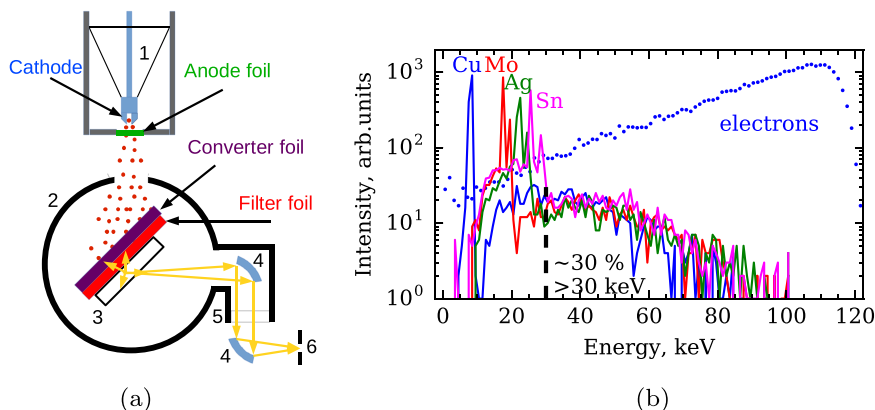 1
Cathode
Anode foil
Converter foil
2
Filter foil
4
3
5
4
6
(a)
Intensity, arb.units
10³
10²
10¹
10⁰
Cu
Mo
Ag
Sn
electrons
~30 %
>30 keV
0
20
40
60
80
100
120
Energy, keV
(b)